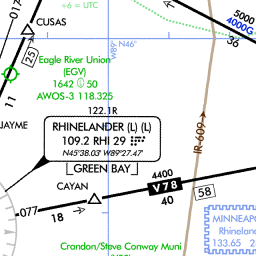 +6 = UTC
CUSAS
W89° N46°
5000
4000G
36
25
Eagle River Union
(EGV)
1642 50
AWOS-3 118.325
11
122.1R
JAYME
RHINELANDER (L) (L)
109.2 RHI 29
N45°38.03 W89°27.47
GREEN BAY
IR-609
CAYAN
4400
V78
58
40
077
18
MINNEAP
Rhinelan
133.65
Crandon/Steve Conway Muni